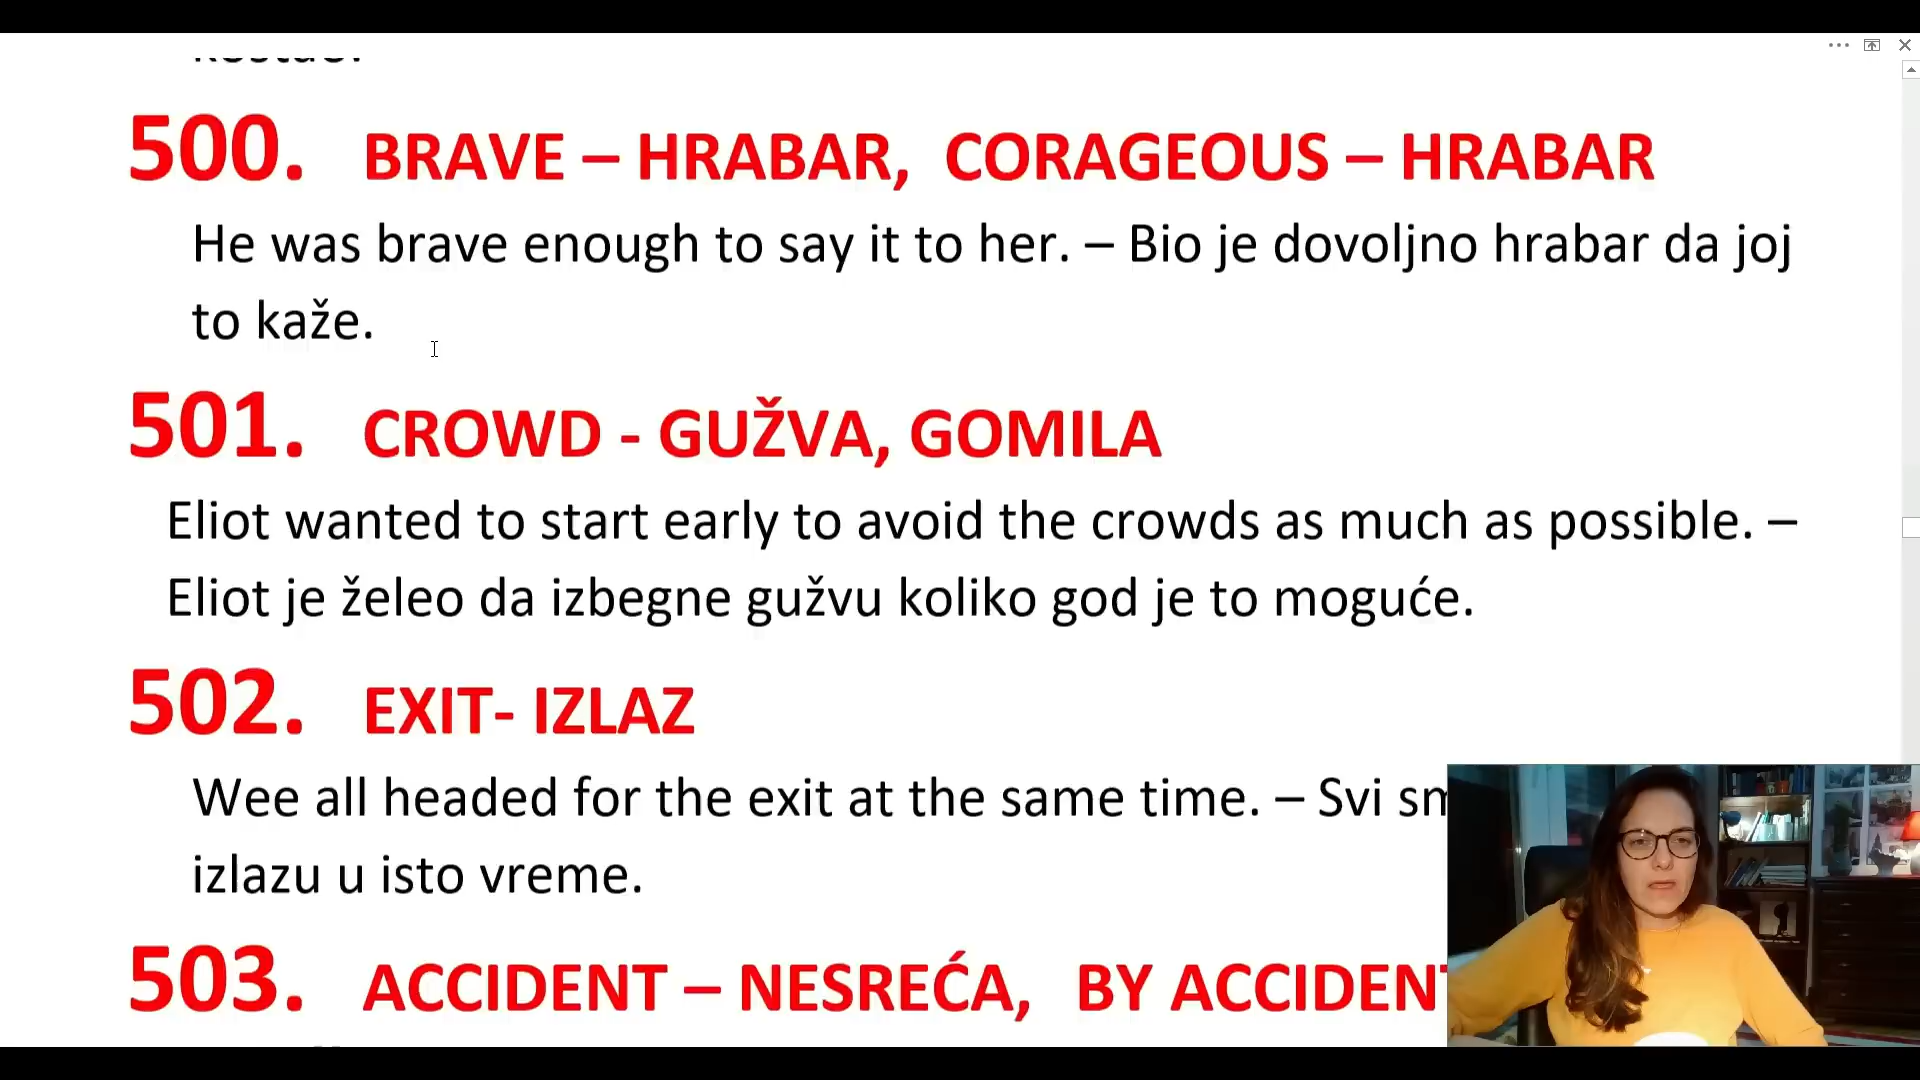 500. BRAVE – HRABAR, CORAGEOUS – HRABAR
He was brave enough to say it to her. – Bio je dovoljno hrabar da joj
to kaže.
501. CROWD - GUŽVA, GOMILA
Eliot wanted to start early to avoid the crowds as much as possible. –
Eliot je želeo da izbegne gužvu koliko god je to moguće.
502. EXIT- IZLAZ
Wee all headed for the exit at the same time. – Svi
izlazu u isto vreme.
503. ACCIDENT – NESREĆA, BY ACCIDENT